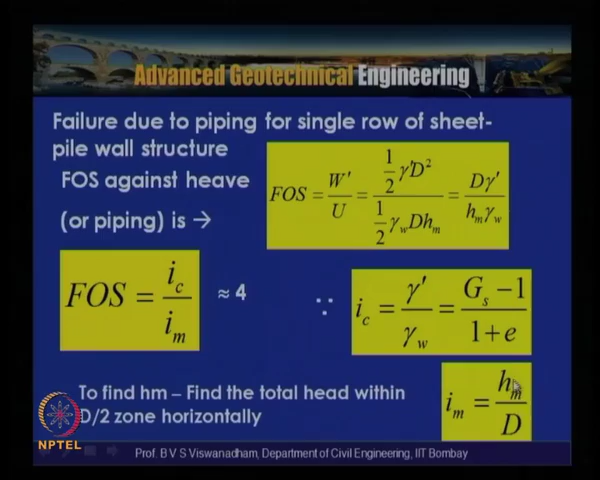 Advanced Geotechnical Engineering
Failure due to piping for single row of sheet-
pile wall structure
FOS against heave
(or piping) is →
FOS = W' / U = (1/2 γ'D²) / (1/2 γ_w D h_m) = Dγ' / (h_m γ_w)
FOS = i_c / i_m ≈ 4
∵ i_c = γ' / γ_w = (G_s − 1) / (1 + e)
To find hm – Find the total head within
D/2 zone horizontally
i_m = h_m / D
NPTEL
Prof. B V S Viswanadham, Department of Civil Engineering, IIT Bombay